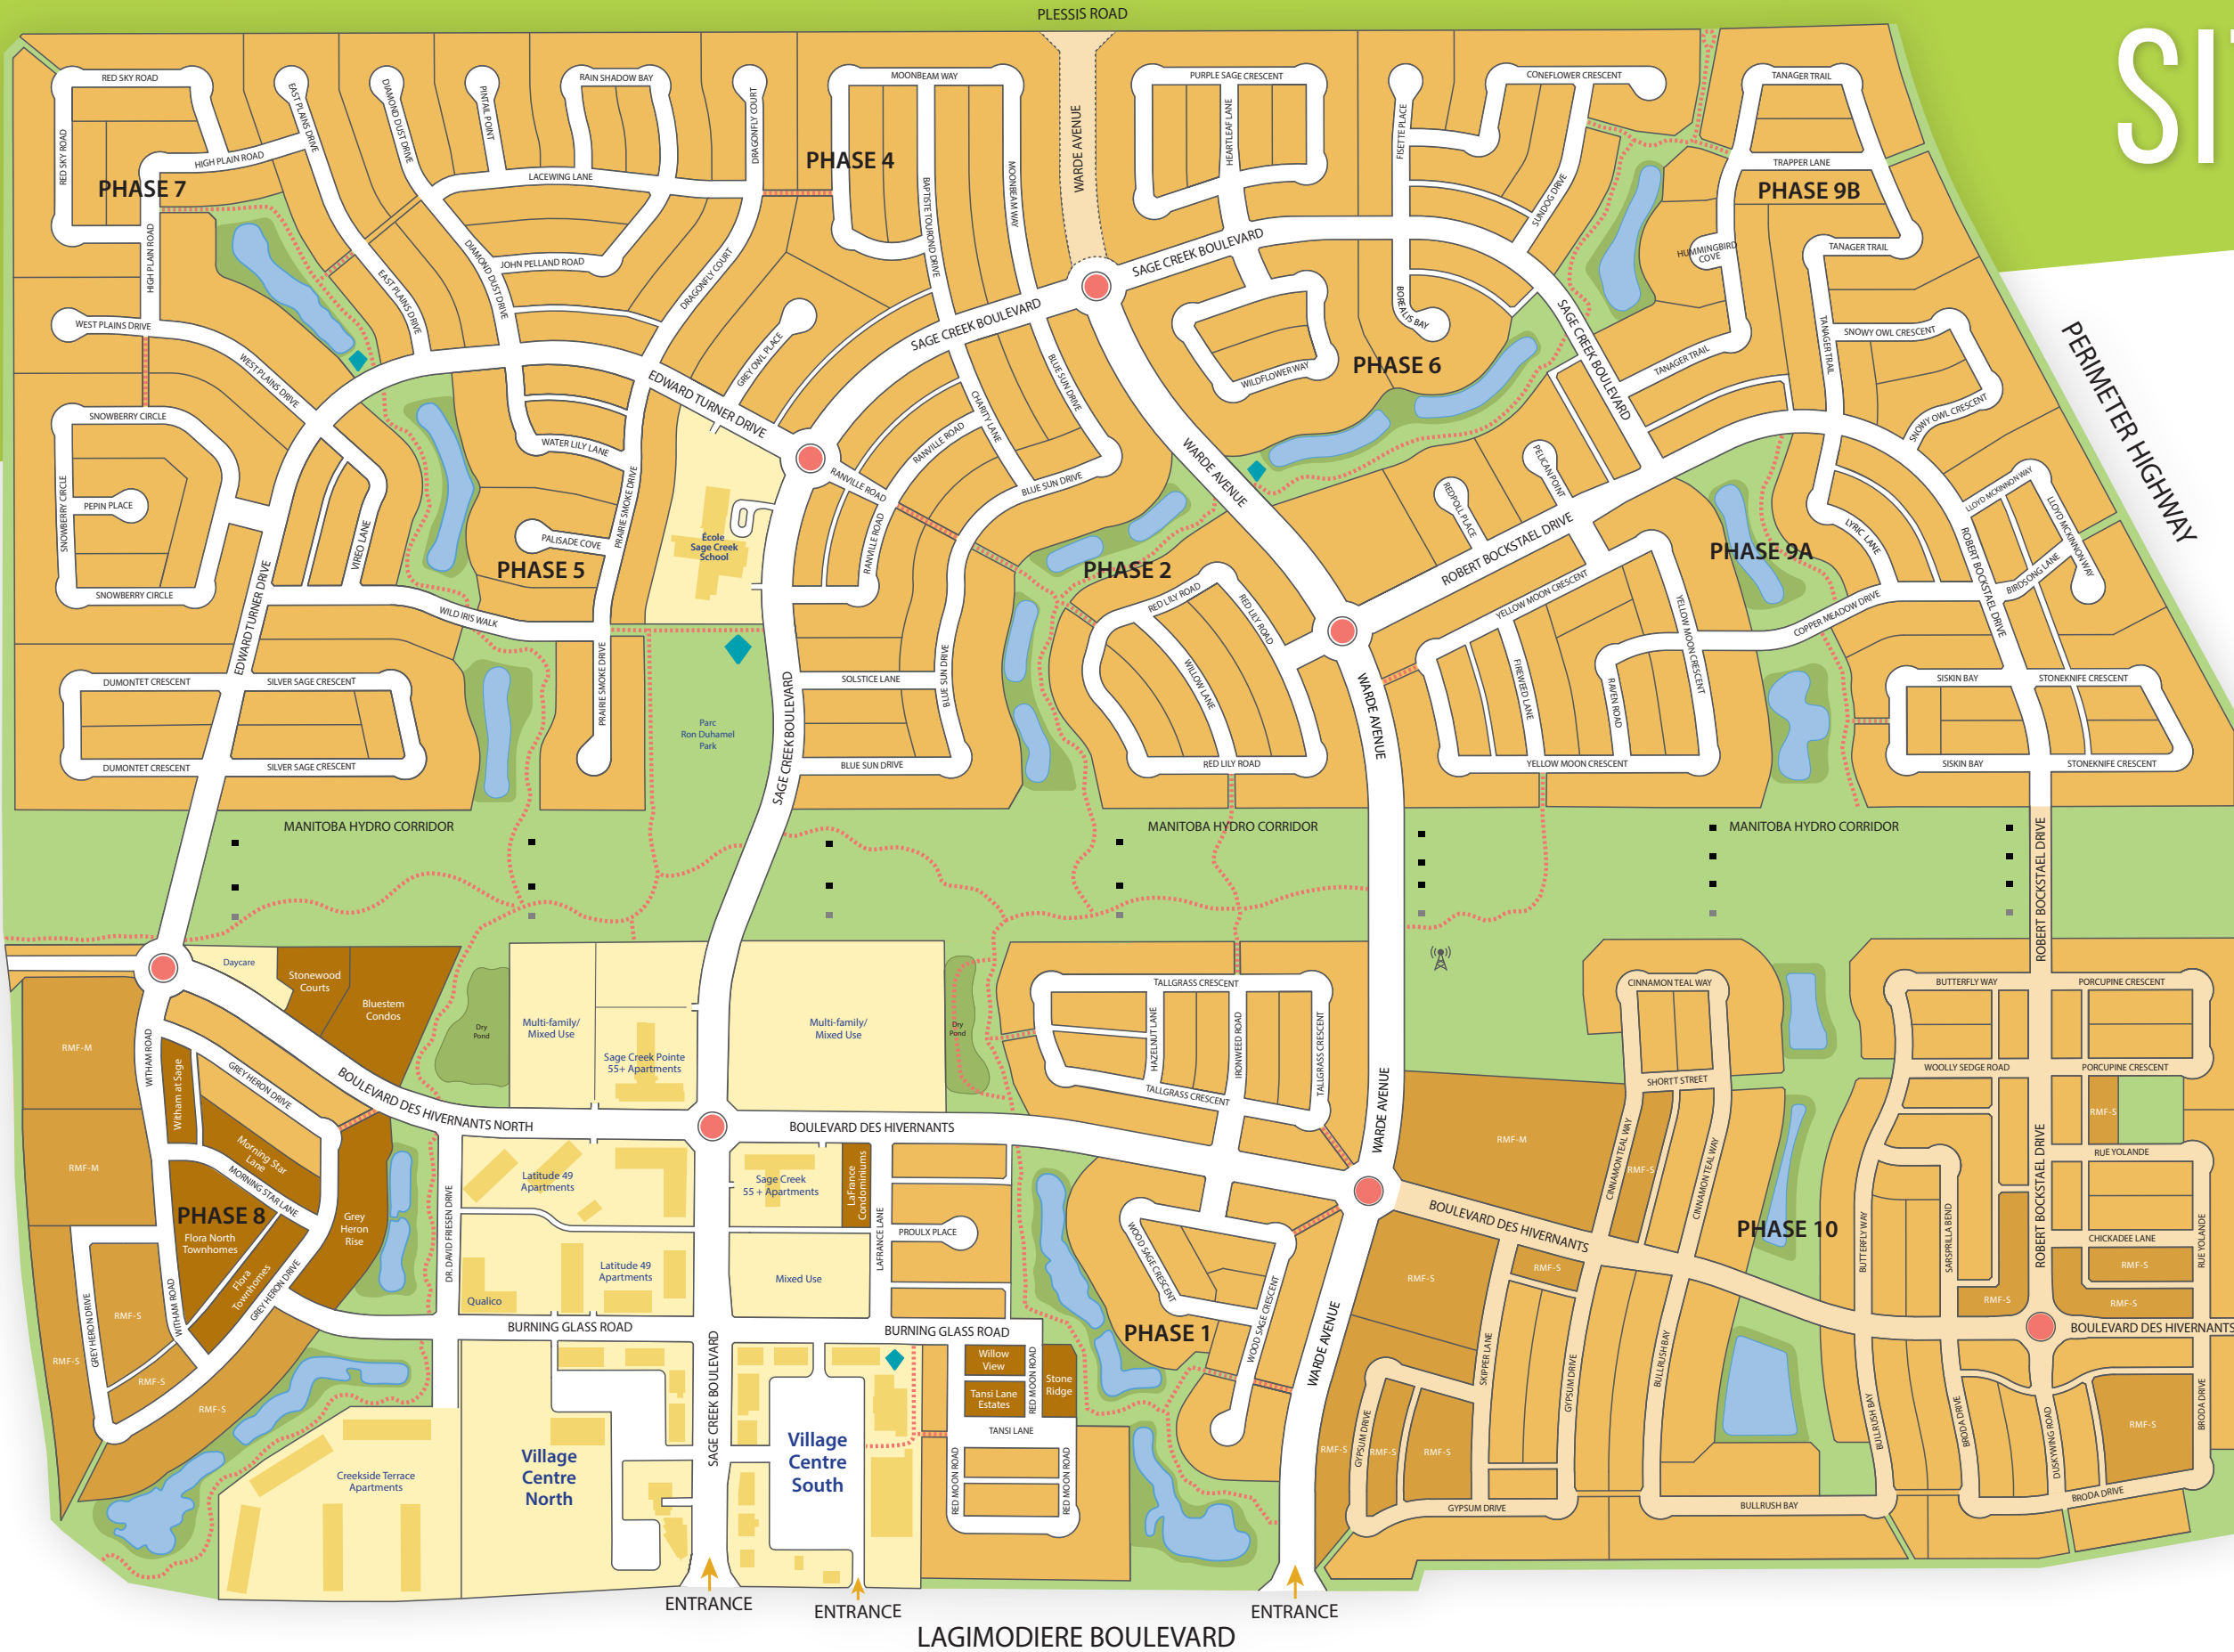 PLESSIS ROAD
SI
PERIMETER HIGHWAY
RED SKY ROAD
RED SKY ROAD
HIGH PLAIN ROAD
HIGH PLAIN ROAD
PHASE 7
EAST PLAINS DRIVE
EAST PLAINS DRIVE
DIAMOND DUST DRIVE
DIAMOND DUST DRIVE
PINTAIL POINT
RAIN SHADOW BAY
LACEWING LANE
DRAGONFLY COURT
DRAGONFLY COURT
JOHN PELLAND ROAD
PHASE 4
MOONBEAM WAY
MOONBEAM WAY
BAPTISTE TOUROND DRIVE
WARDE AVENUE
PURPLE SAGE CRESCENT
HEARTLEAF LANE
SAGE CREEK BOULEVARD
SAGE CREEK BOULEVARD
FISETTE PLACE
CONEFLOWER CRESCENT
SUNDOG DRIVE
BOREALIS BAY
WILDFLOWER WAY
PHASE 6
SAGE CREEK BOULEVARD
TANAGER TRAIL
TRAPPER LANE
PHASE 9B
HUMMINGBIRD
COVE
TANAGER TRAIL
TANAGER TRAIL
TANAGER TRAIL
SNOWY OWL CRESCENT
SNOWY OWL CRESCENT
WEST PLAINS DRIVE
WEST PLAINS DRIVE
SNOWBERRY CIRCLE
SNOWBERRY CIRCLE
SNOWBERRY CIRCLE
PEPIN PLACE
VIREO LANE
EDWARD TURNER DRIVE
EDWARD TURNER DRIVE
GREY OWL PLACE
WATER LILY LANE
PALISADE COVE
PRAIRIE SMOKE DRIVE
PRAIRIE SMOKE DRIVE
PHASE 5
WILD IRIS WALK
École
Sage Creek
School
RANVILLE ROAD
RANVILLE ROAD
RANVILLE ROAD
CHARITY LANE
BLUE SUN DRIVE
BLUE SUN DRIVE
BLUE SUN DRIVE
BLUE SUN DRIVE
SOLSTICE LANE
PHASE 2
WARDE AVENUE
WARDE AVENUE
RED LILY ROAD
RED LILY ROAD
RED LILY ROAD
WILLOW LANE
REDPOLL PLACE
PELICAN POINT
ROBERT BOCKSTAEL DRIVE
ROBERT BOCKSTAEL DRIVE
YELLOW MOON CRESCENT
YELLOW MOON CRESCENT
YELLOW MOON CRESCENT
FIREWEED LANE
RAVEN ROAD
PHASE 9A
LYRIC LANE
COPPER MEADOW DRIVE
LLOYD MCKINNON WAY
LLOYD MCKINNON WAY
BIRDSONG LANE
SISKIN BAY
SISKIN BAY
STONEKNIFE CRESCENT
STONEKNIFE CRESCENT
DUMONTET CRESCENT
DUMONTET CRESCENT
SILVER SAGE CRESCENT
SILVER SAGE CRESCENT
Parc
Ron Duhamel
Park
SAGE CREEK BOULEVARD
MANITOBA HYDRO CORRIDOR
MANITOBA HYDRO CORRIDOR
MANITOBA HYDRO CORRIDOR
ROBERT BOCKSTAEL DRIVE
Daycare
Stonewood
Courts
Bluestem
Condos
Dry
Pond
Multi-family/
Mixed Use
Sage Creek Pointe
55+ Apartments
Multi-family/
Mixed Use
Dry
Pond
TALLGRASS CRESCENT
TALLGRASS CRESCENT
TALLGRASS CRESCENT
HAZELNUT LANE
IRONWEED ROAD
WARDE AVENUE
CINNAMON TEAL WAY
SHORTT STREET
CINNAMON TEAL WAY
CINNAMON TEAL WAY
BUTTERFLY WAY
PORCUPINE CRESCENT
WOOLLY SEDGE ROAD
PORCUPINE CRESCENT
RMF-M
RMF-M
WITHAM ROAD
Witham at Sage
GREY HERON DRIVE
Morning Star
Lane
MORNING STAR LANE
BOULEVARD DES HIVERNANTS NORTH
BOULEVARD DES HIVERNANTS
PHASE 8
Flora North
Townhomes
Flora
Townhomes
Grey
Heron
Rise
GREY HERON DRIVE
GREY HERON DRIVE
WITHAM ROAD
RMF-S
RMF-S
RMF-S
RMF-S
DR. DAVID FRIESEN DRIVE
Latitude 49
Apartments
Latitude 49
Apartments
Qualico
Sage Creek
55 + Apartments
LaFrance
Condominiums
LAFRANCE LANE
PROULX PLACE
Mixed Use
BURNING GLASS ROAD
BURNING GLASS ROAD
WOOD SAGE CRESCENT
WOOD SAGE CRESCENT
PHASE 1
WARDE AVENUE
RMF-M
RMF-S
BOULEVARD DES HIVERNANTS
RMF-S
RMF-S
PHASE 10
BUTTERFLY WAY
SARSPRILLA BEND
ROBERT BOCKSTAEL DRIVE
RMF-S
RUE YOLANDE
RUE YOLANDE
CHICKADEE LANE
RMF-S
RMF-S
RMF-S
BOULEVARD DES HIVERNANTS
SKIPPER LANE
GYPSUM DRIVE
GYPSUM DRIVE
GYPSUM DRIVE
BULLRUSH BAY
BULLRUSH BAY
BULLRUSH BAY
RMF-S
RMF-S
RMF-S
BRODA DRIVE
BRODA DRIVE
BRODA DRIVE
DUSKYWING ROAD
RMF-S
Creekside Terrace
Apartments
Village
Centre
North
SAGE CREEK BOULEVARD
Village
Centre
South
Willow
View
Tansi Lane
Estates
Stone
Ridge
RED MOON ROAD
TANSI LANE
RED MOON ROAD
RED MOON ROAD
ENTRANCE
ENTRANCE
ENTRANCE
LAGIMODIERE BOULEVARD